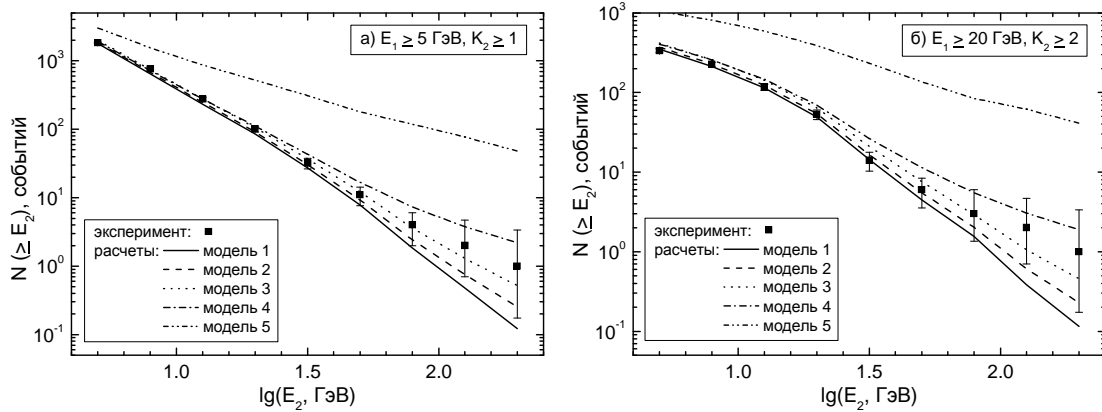 а) E₁ ≥ 5 ГэВ, K₂ ≥ 1
N (≥ E₂), событий
10³
10²
10¹
10⁰
10⁻¹
эксперимент:
расчеты:
модель 1
модель 2
модель 3
модель 4
модель 5
1.0
1.5
2.0
lg(E₂, ГэВ)
б) E₁ ≥ 20 ГэВ, K₂ ≥ 2
N (≥ E₂), событий
10³
10²
10¹
10⁰
10⁻¹
эксперимент:
расчеты:
модель 1
модель 2
модель 3
модель 4
модель 5
1.0
1.5
2.0
lg(E₂, ГэВ)